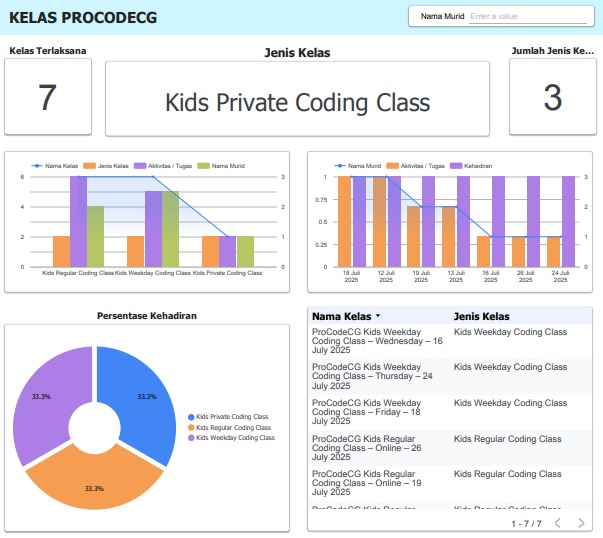 KELAS PROCODECG
Nama Murid Enter a value
Kelas Terlaksana
7
Jenis Kelas
Kids Private Coding Class
Jumlah Jenis Ke...
3
Nama Kelas Jenis Kelas Aktivitas / Tugas Nama Murid
6 3
4 2
2 1
0 0
Kids Regular Coding Class Kids Weekday Coding Class Kids Private Coding Class
Nama Murid Aktivitas / Tugas Kehadiran
1 3
0.75 2
0.5
0.25 1
0 0
18 Juli 2025
12 Juli 2025
19 Juli 2025
13 Juli 2025
16 Juli 2025
26 Juli 2025
24 Juli 2025
Persentase Kehadiran
33.3% 33.3%
33.3%
Kids Private Coding Class
Kids Regular Coding Class
Kids Weekday Coding Class
Nama Kelas Jenis Kelas
ProCodeCG Kids Weekday Kids Weekday Coding Class
Coding Class – Wednesday – 16
July 2025
ProCodeCG Kids Weekday Kids Weekday Coding Class
Coding Class – Thursday – 24
July 2025
ProCodeCG Kids Weekday Kids Weekday Coding Class
Coding Class – Friday – 18
July 2025
ProCodeCG Kids Regular Kids Regular Coding Class
Coding Class – Online – 26
July 2025
ProCodeCG Kids Regular Kids Regular Coding Class
Coding Class – Online – 19
July 2025
1 - 7 / 7